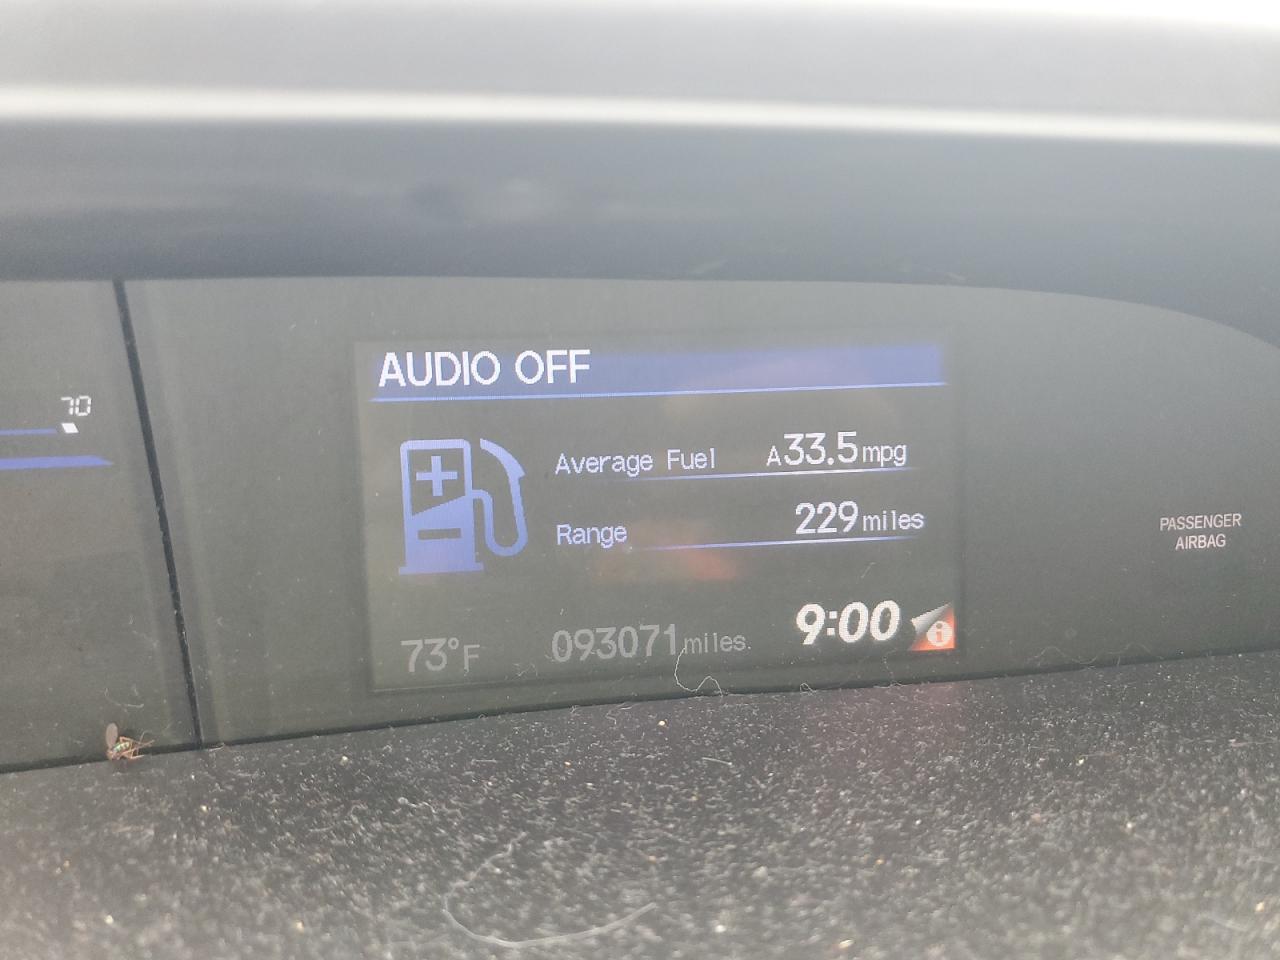 AUDIO OFF
70
Average Fuel A33.5mpg
Range 229miles
PASSENGER
AIRBAG
73°F 093071miles 9:00